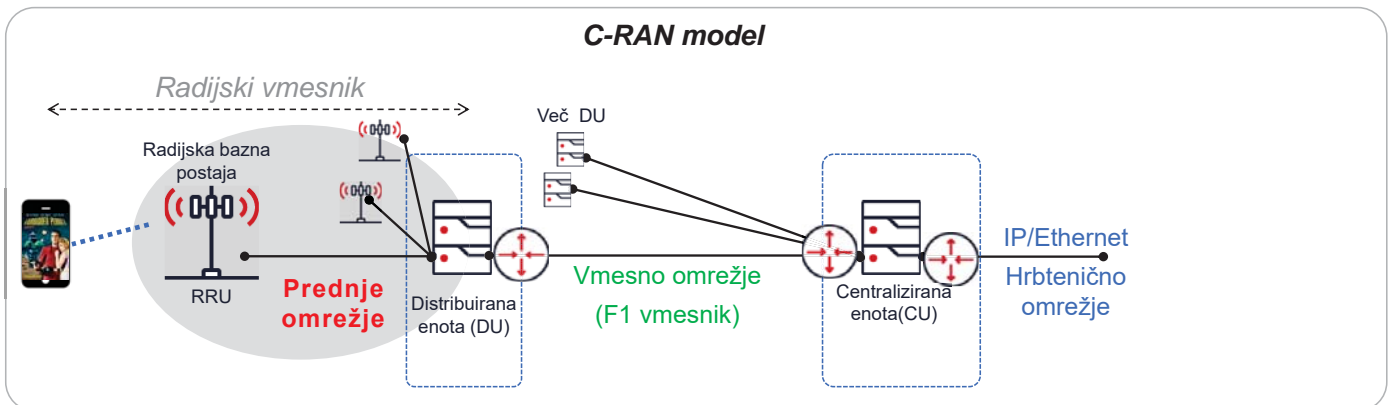 C-RAN model
Radijski vmesnik
Radijska bazna
postaja
RRU
Prednje
omrežje
Distribuirana
enota (DU)
Več DU
Vmesno omrežje
(F1 vmesnik)
Centralizirana
enota(CU)
IP/Ethernet
Hrbtenično
omrežje